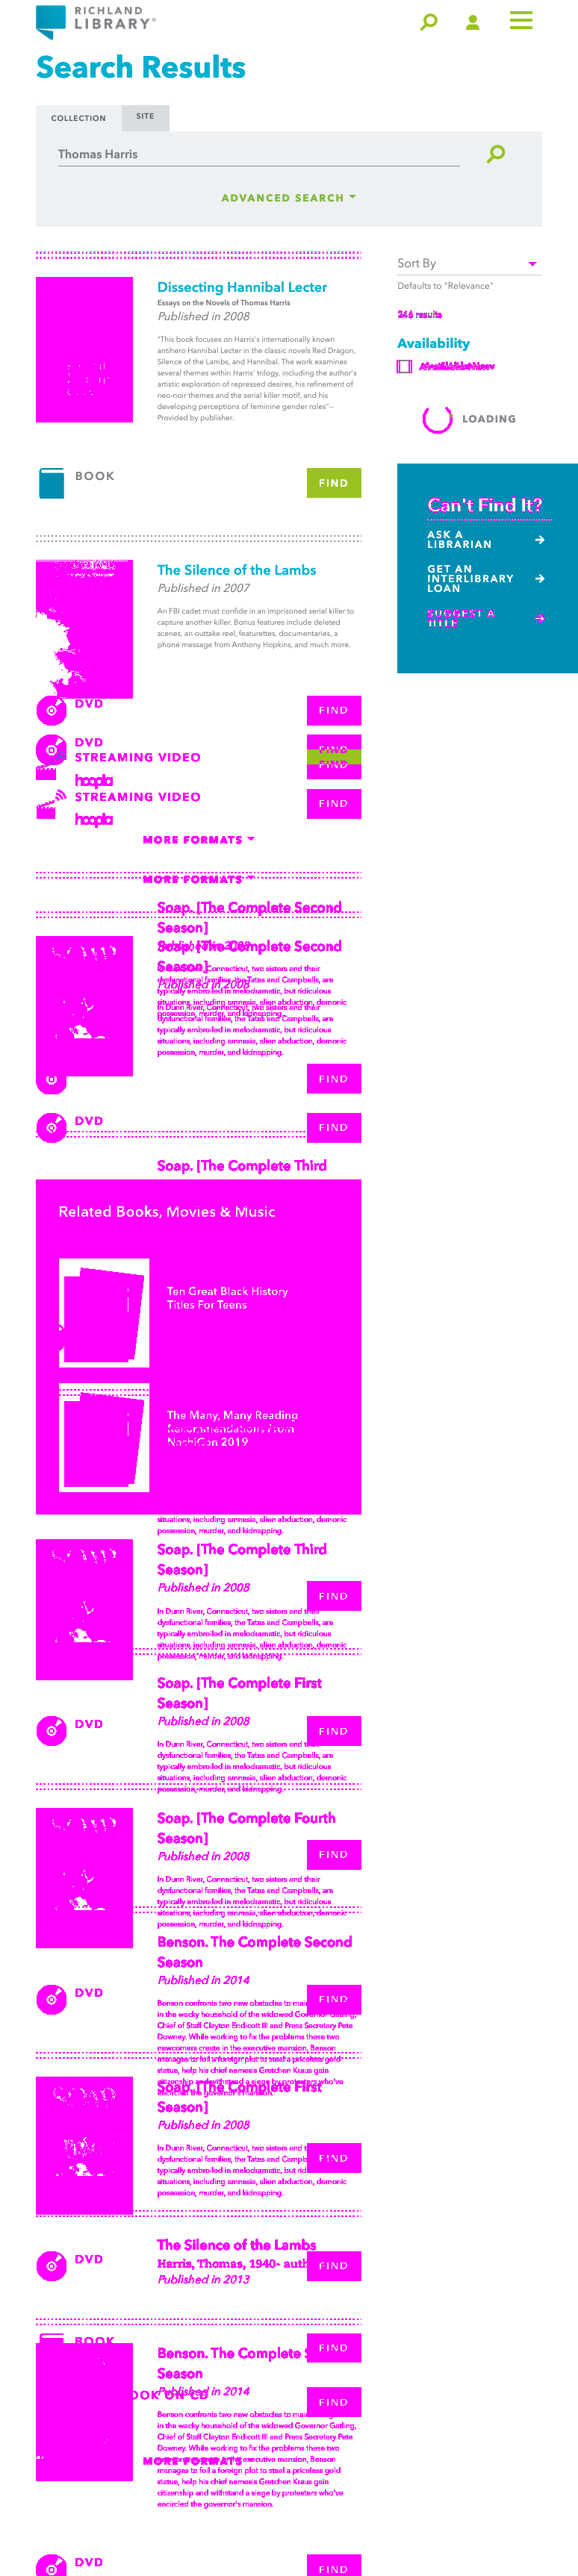 RICHLAND
LIBRARY
Search Results
COLLECTION
SITE
Thomas Harris
ADVANCED SEARCH
Sort By
Defaults to "Relevance"
results
Availability
LOADING
Can't Find It?
ASK A
LIBRARIAN
GET AN
INTERLIBRARY
LOAN
SUGGEST A
TITLE
Dissecting Hannibal Lecter
Essays on the Novels of Thomas Harris
Published in 2008
"This book focuses on Harris's internationally known
antihero Hannibal Lecter in the classic novels Red Dragon,
Silence of the Lambs, and Hannibal. The work examines
several themes within Harris' trilogy, including the author's
artistic exploration of repressed desires, his refinement of
neo-noir themes and the serial killer motif, and his
developing perceptions of feminine gender roles"--
Provided by publisher.
BOOK
FIND
The Silence of the Lambs
Published in 2007
An FBI cadet must confide in an imprisoned serial killer to
capture another killer. Bonus features include deleted
scenes, an outtake reel, featurettes, documentaries, a
phone message from Anthony Hopkins, and much more.
DVD
FIND
DVD
FIND
STREAMING VIDEO
FIND
hoopla
STREAMING VIDEO
FIND
hoopla
MORE FORMATS
MORE FORMATS
Soap. [The Complete Second
Season]
Soap. [The Complete Second
Season]
Published in 2008
In Dunn River, Connecticut, two sisters and their
dysfunctional families, the Tates and Campbells, are
typically embroiled in melodramatic, but ridiculous
situations, including amnesia, alien abduction, demonic
possession, murder, and kidnapping.
FIND
DVD
FIND
Soap. [The Complete Third
Related Books, Movies & Music
Ten Great Black History
Titles For Teens
The Many, Many Reading
Recommendations From
NashiCon 2019
situations, including amnesia, alien abduction, demonic
possession, murder, and kidnapping.
Soap. [The Complete Third
Season]
Published in 2008
FIND
In Dunn River, Connecticut, two sisters and their
dysfunctional families, the Tates and Campbells, are
typically embroiled in melodramatic, but ridiculous
situations, including amnesia, alien abduction, demonic
possession, murder, and kidnapping.
Soap. [The Complete First
Season]
Published in 2008
DVD
FIND
In Dunn River, Connecticut, two sisters and
dysfunctional families, the Tates and Campbells, are
typically embroiled in melodramatic, but ridiculous
situations, including amnesia, alien abduction, demonic
possession, murder, and kidnapping.
Soap. [The Complete Fourth
Season]
Published in 2008
FIND
In Dunn River, Connecticut, two sisters and their
dysfunctional families, the Tates and Campbells, are
typically embroiled in melodramatic, but ridiculous
situations, including amnesia, alien abduction, demonic
possession, murder, and kidnapping.
Benson. The Complete Second
Season
Published in 2014
DVD
FIND
Benson confronts two new obstacles to
in the wacky household of the widowed Governor Gatling,
Chief of Staff Clayton Endicott III and Press Secretary Pete
Downey. While working to fix the problems these two
newcomers create in the executive mansion, Benson
manages to foil a foreign plot to steal a priceless gold
status, help his chief nemesis Gretchen Kraus gain
citizenship and withstand a siege by protesters who've
encircled the governor's mansion.
Soap. [The Complete First
Season]
Published in 2008
In Dunn River, Connecticut, two sisters and
dysfunctional families, the Tates and
typically embroiled in melodramatic, but
situations, including amnesia, alien abduction, demonic
possession, murder, and kidnapping.
FIND
The Silence of the Lambs
Harris, Thomas, 1940-
Published in 2013
DVD
FIND
BOOK
FIND
Benson. The Complete
Season
Published in 2014
BOOK ON CD
FIND
Benson confronts two new obstacles to
in the wacky household of the widowed Governor Gatling,
Chief of Staff Clayton Endicott III and Press Secretary Pete
Downey. While working to fix the problems these two
MORE FORMATS
executive mansion, Benson
manages to foil a foreign plot to steal a priceless gold
status, help his chief nemesis Gretchen Kraus gain
citizenship and withstand a siege by protesters who've
encircled the governor's mansion.
DVD
FIND